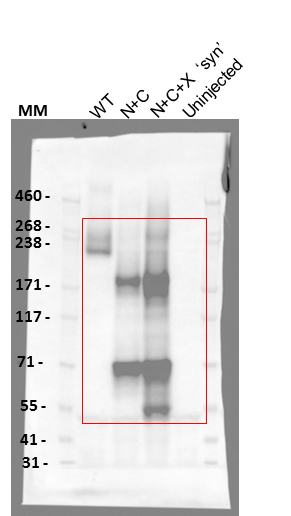 MM
WT
N+C
N+C+X 'syn'
Uninjected
460-
268-
238-
171-
117-
71-
55-
41-
31-